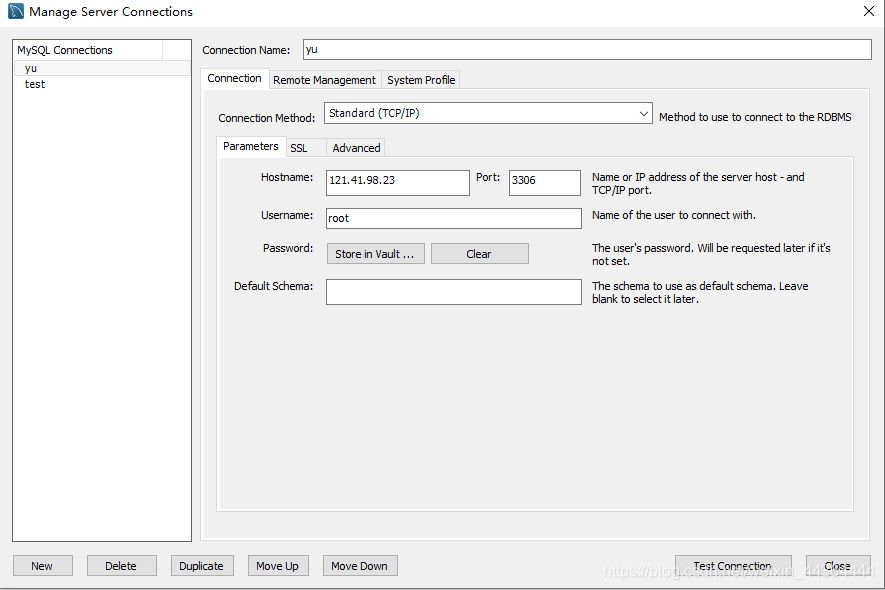 Manage Server Connections
MySQL Connections
yu
test
Connection Name: yu
Connection Remote Management System Profile
Connection Method: Standard (TCP/IP) Method to use to connect to the RDBMS
Parameters SSL Advanced
Hostname: 121.41.98.23 Port: 3306 Name or IP address of the server host - and
TCP/IP port.
Username: root Name of the user to connect with.
Password: Store in Vault ... Clear The user's password. Will be requested later if it's
not set.
Default Schema: The schema to use as default schema. Leave
blank to select it later.
New Delete Duplicate Move Up Move Down Test Connection Close